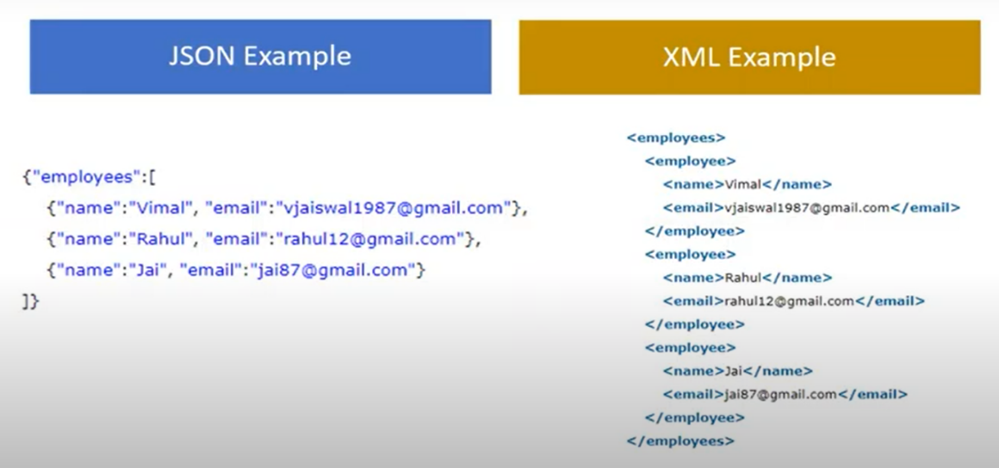 JSON Example
{"employees":[
{"name":"Vimal", "email":"vjaiswal1987@gmail.com"},
{"name":"Rahul", "email":"rahul12@gmail.com"},
{"name":"Jai", "email":"jai87@gmail.com"}
]}
XML Example
<employees>
<employee>
<name>Vimal</name>
<email>vjaiswal1987@gmail.com</email>
</employee>
<employee>
<name>Rahul</name>
<email>rahul12@gmail.com</email>
</employee>
<employee>
<name>Jai</name>
<email>jai87@gmail.com</email>
</employee>
</employees>